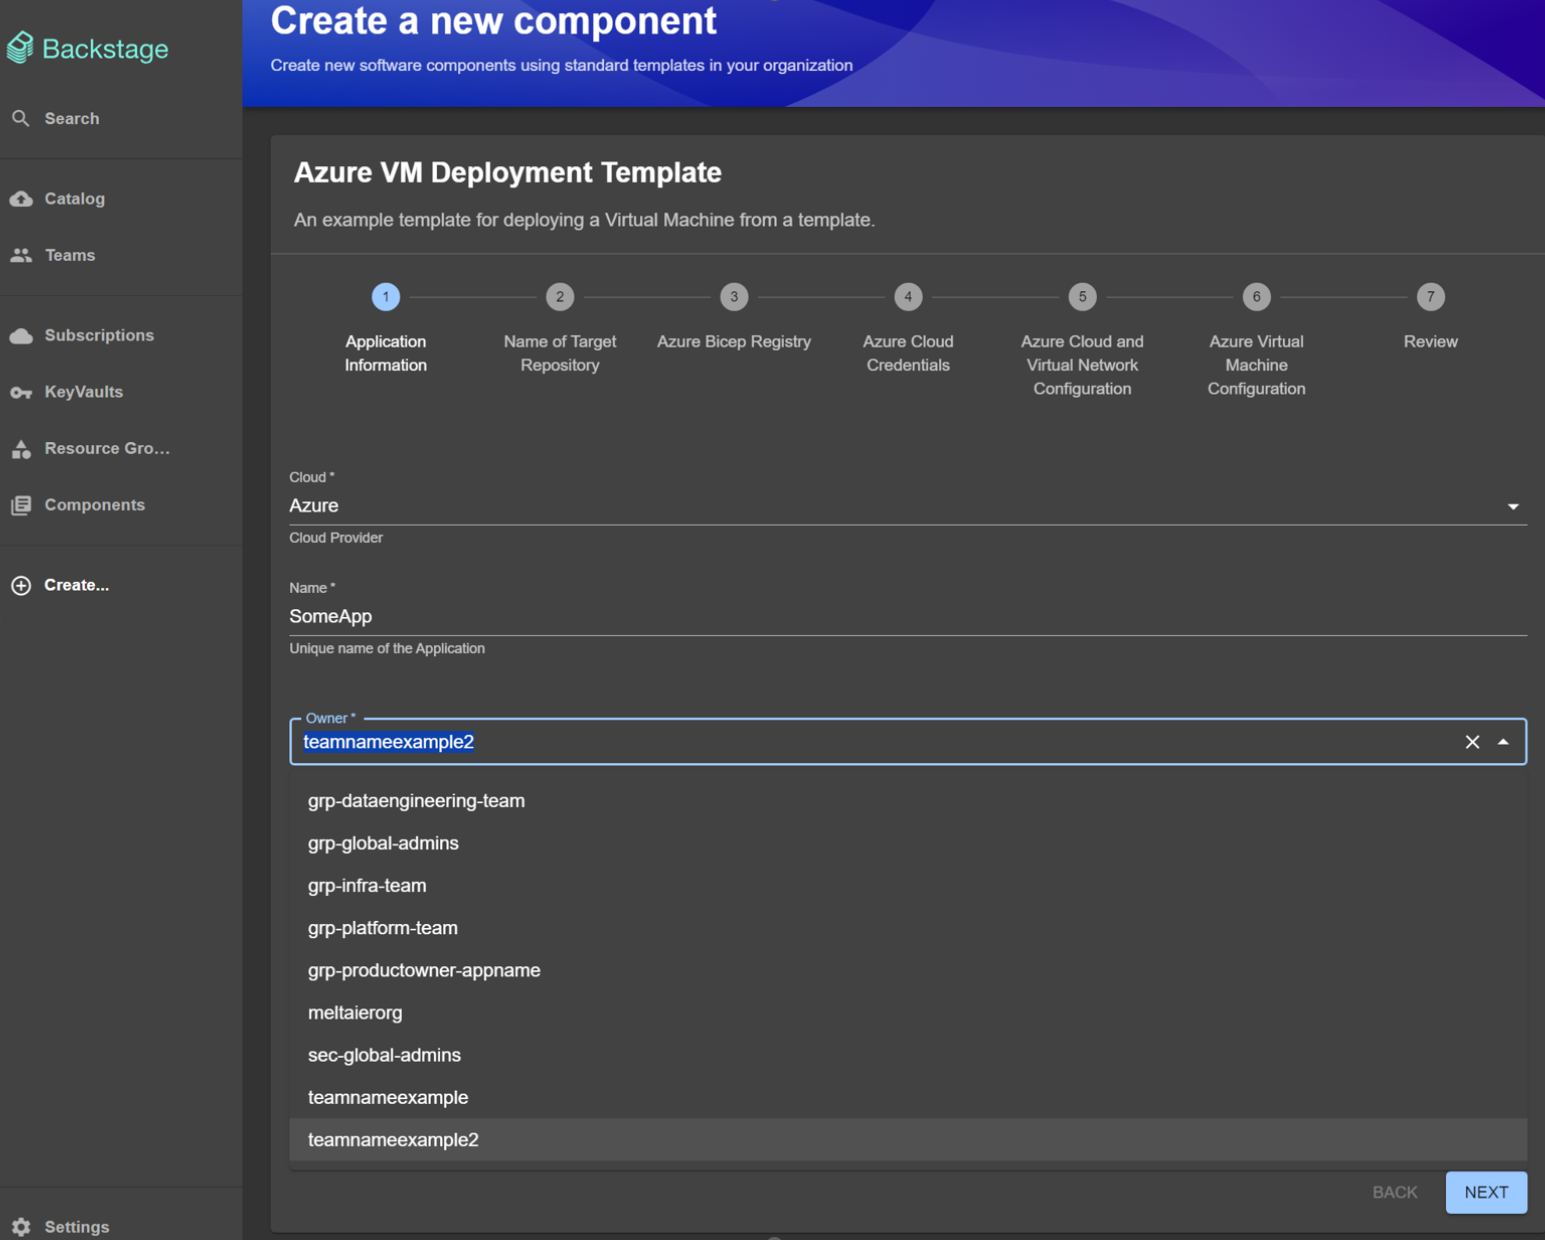 Backstage
Search
Catalog
Teams
Subscriptions
KeyVaults
Resource Gro...
Components
Create...
Settings
Create a new component
Create new software components using standard templates in your organization
Azure VM Deployment Template
An example template for deploying a Virtual Machine from a template.
1
Application
Information
2
Name of Target
Repository
3
Azure Bicep Registry
4
Azure Cloud
Credentials
5
Azure Cloud and
Virtual Network
Configuration
6
Azure Virtual
Machine
Configuration
7
Review
Cloud *
Azure
Cloud Provider
Name *
SomeApp
Unique name of the Application
Owner *
teamnameexample2
grp-dataengineering-team
grp-global-admins
grp-infra-team
grp-platform-team
grp-productowner-appname
meltaierorg
sec-global-admins
teamnameexample
teamnameexample2
BACK
NEXT